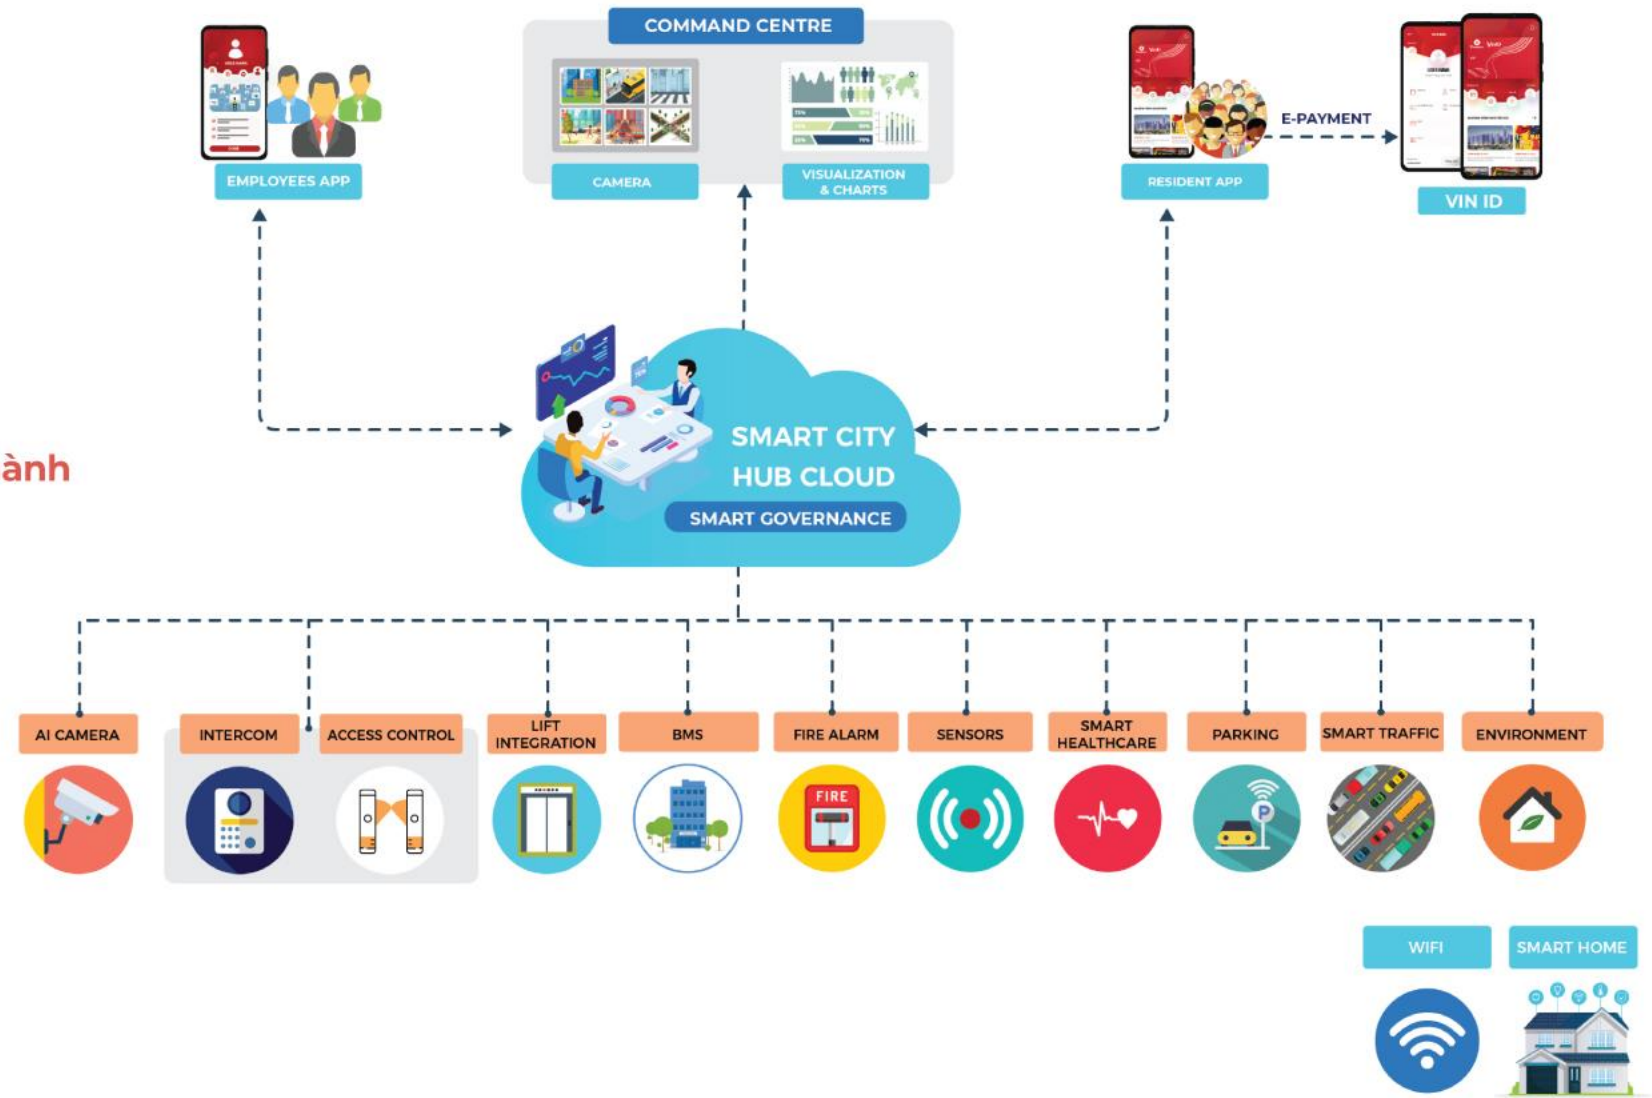 COMMAND CENTRE
EMPLOYEES APP
CAMERA
VISUALIZATION
& CHARTS
RESIDENT APP
E-PAYMENT
VIN ID
SMART CITY
HUB CLOUD
SMART GOVERNANCE
ành
AI CAMERA
INTERCOM
ACCESS CONTROL
LIFT
INTEGRATION
BMS
FIRE ALARM
SENSORS
SMART
HEALTHCARE
PARKING
SMART TRAFFIC
ENVIRONMENT
FIRE
P
WIFI
SMART HOME